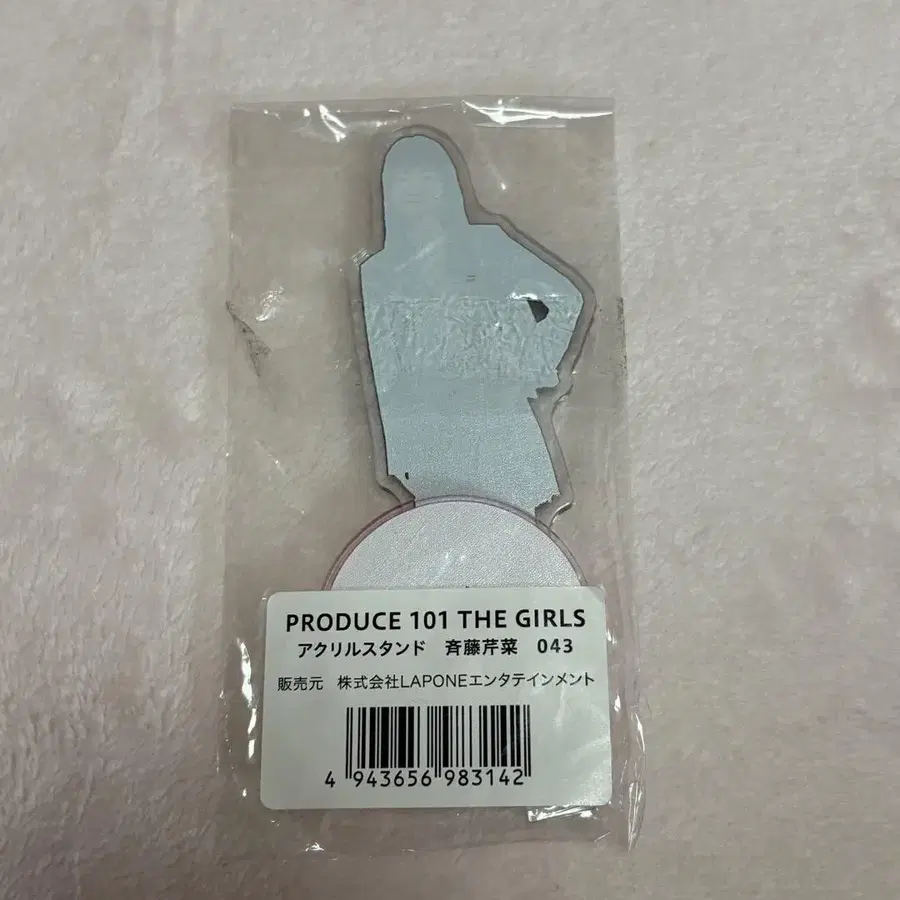 PRODUCE 101 THE GIRLS
アクリルスタンド　斉藤芹菜　043
販売元　株式会社LAPONEエンタテインメント
4 943656 983142